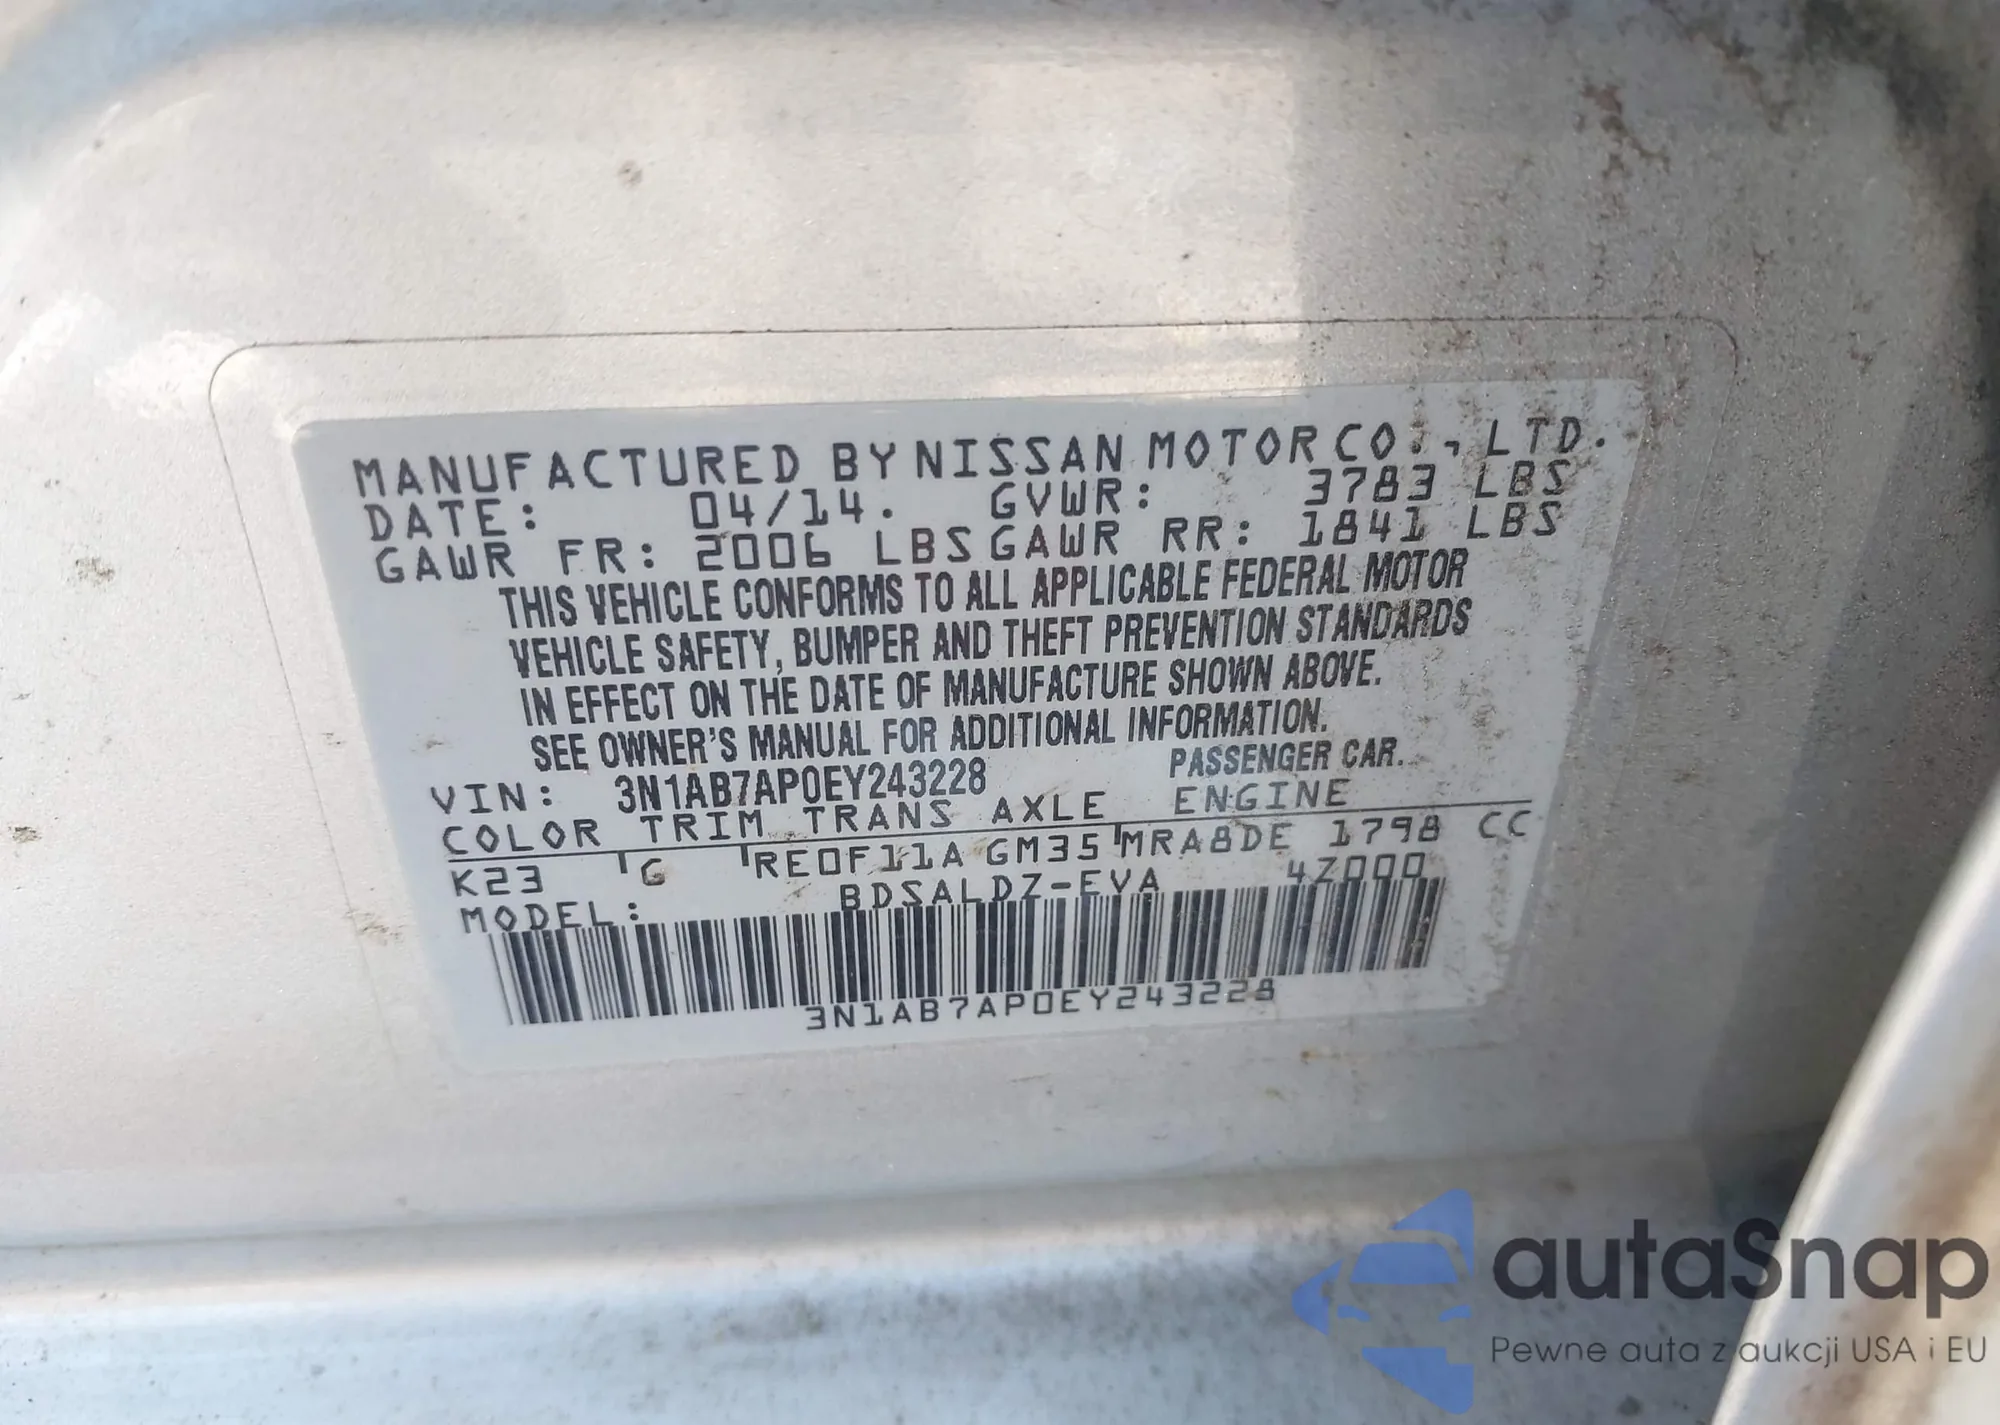 MANUFACTURED BY NISSAN MOTOR CO., LTD.
DATE: 04/14. GVWR: 3783 LBS
GAWR FR: 2006 LBS GAWR RR: 1841 LBS
THIS VEHICLE CONFORMS TO ALL APPLICABLE FEDERAL MOTOR
VEHICLE SAFETY, BUMPER AND THEFT PREVENTION STANDARDS
IN EFFECT ON THE DATE OF MANUFACTURE SHOWN ABOVE.
SEE OWNER'S MANUAL FOR ADDITIONAL INFORMATION.
VIN: 3N1AB7AP0EY243228 PASSENGER CAR.
COLOR TRIM TRANS AXLE ENGINE
K23 G RE0F11A GM35 MRA8DE 1798 CC
MODEL: BDSALDZ-EVA 4Z000
3N1AB7AP0EY243228
autaSnap
Pewne auta z aukcji USA i EU